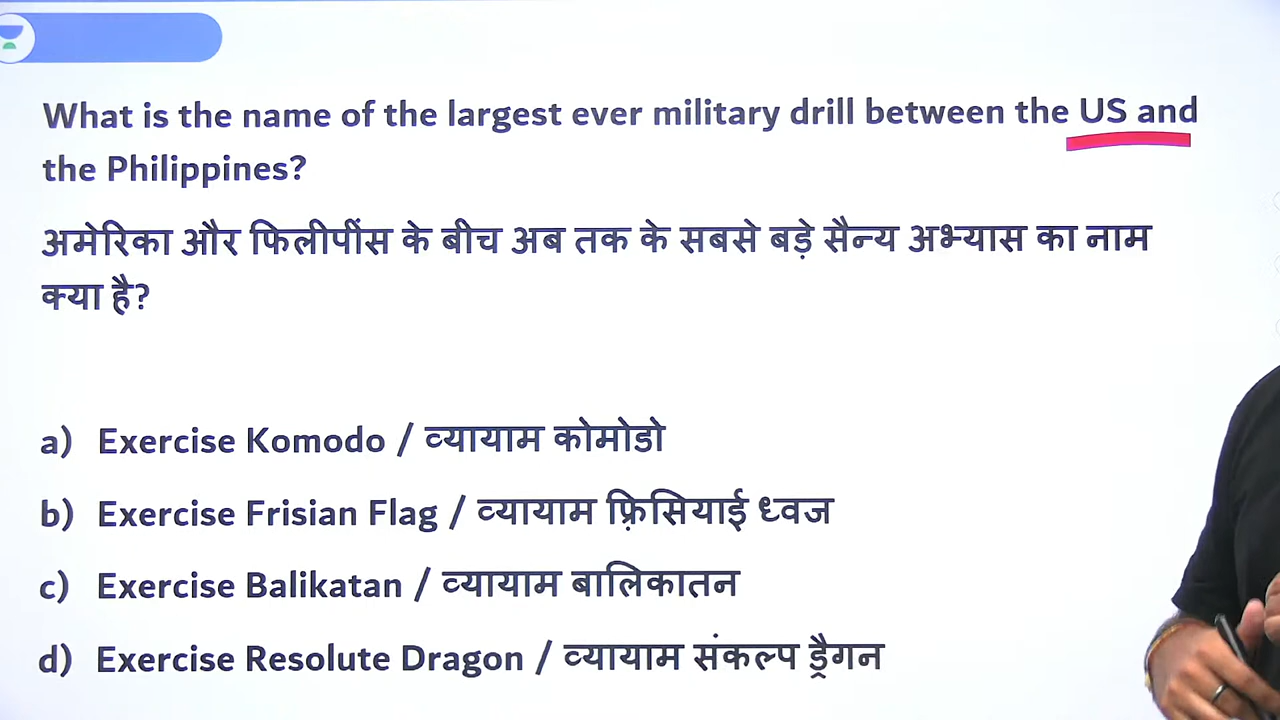 What is the name of the largest ever military drill between the US and
the Philippines?
अमेरिका और फिलीपींस के बीच अब तक के सबसे बड़े सैन्य अभ्यास का नाम
क्या है?
a) Exercise Komodo / व्यायाम कोमोडो
b) Exercise Frisian Flag / व्यायाम फ़्रिसियाई ध्वज
c) Exercise Balikatan / व्यायाम बालिकातन
d) Exercise Resolute Dragon / व्यायाम संकल्प ड्रैगन